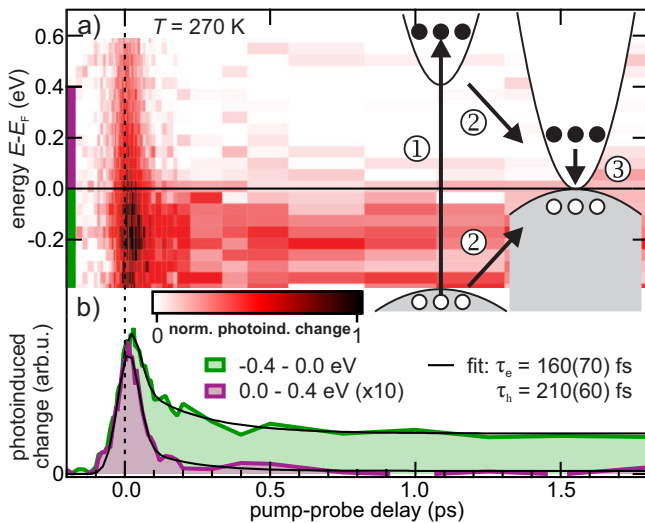 a)
T = 270 K
0.6
0.4
0.2
0.0
-0.2
energy E-E_F (eV)
①
②
②
③
0 norm. photoind. change 1
b)
-0.4 - 0.0 eV
0.0 - 0.4 eV (x10)
fit: τ_e = 160(70) fs
τ_h = 210(60) fs
photoinduced
change (arb.u.)
0
0.0 0.5 1.0 1.5
pump-probe delay (ps)